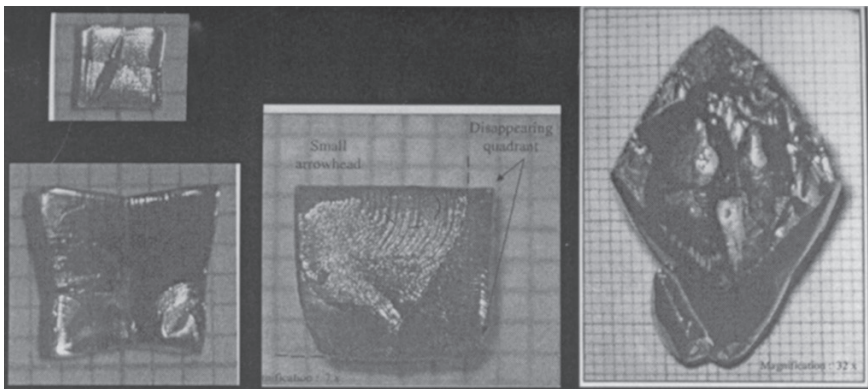 Small
arrowhead
Disappearing
quadrant
Magnification : 32 x